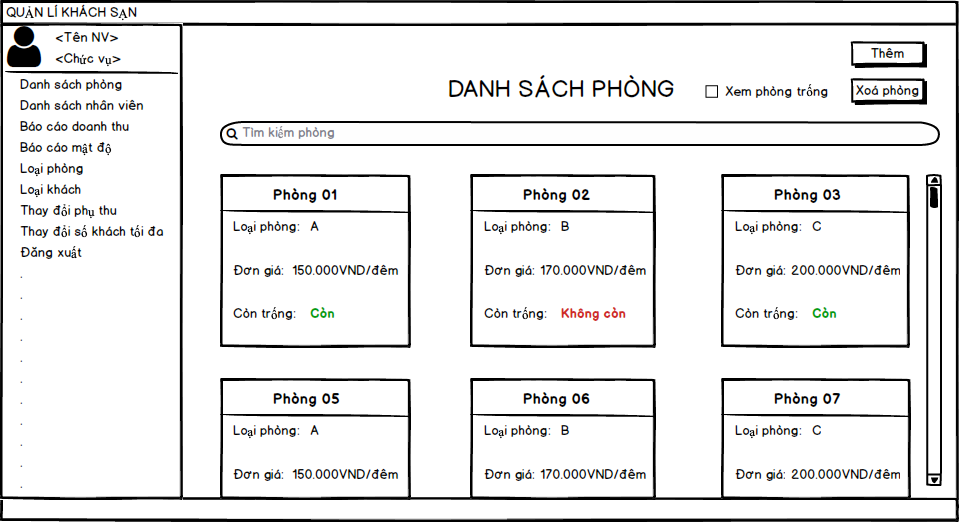 QUẢN LÍ KHÁCH SẠN
<Tên NV>
<Chức vụ>
Danh sách phòng
Danh sách nhân viên
Báo cáo doanh thu
Báo cáo mật độ
Loại phòng
Loại khách
Thay đổi phụ thu
Thay đổi số khách tối đa
Đăng xuất
.
.
.
.
.
.
.
.
.
.
.
Thêm
DANH SÁCH PHÒNG
Xem phòng trống
Xoá phòng
Tìm kiếm phòng
Phòng 01
Loại phòng: A
Đơn giá: 150.000VND/đêm
Còn trống: Còn
Phòng 02
Loại phòng: B
Đơn giá: 170.000VND/đêm
Còn trống: Không còn
Phòng 03
Loại phòng: C
Đơn giá: 200.000VND/đêm
Còn trống: Còn
Phòng 05
Loại phòng: A
Đơn giá: 150.000VND/đêm
Phòng 06
Loại phòng: B
Đơn giá: 170.000VND/đêm
Phòng 07
Loại phòng: C
Đơn giá: 200.000VND/đêm